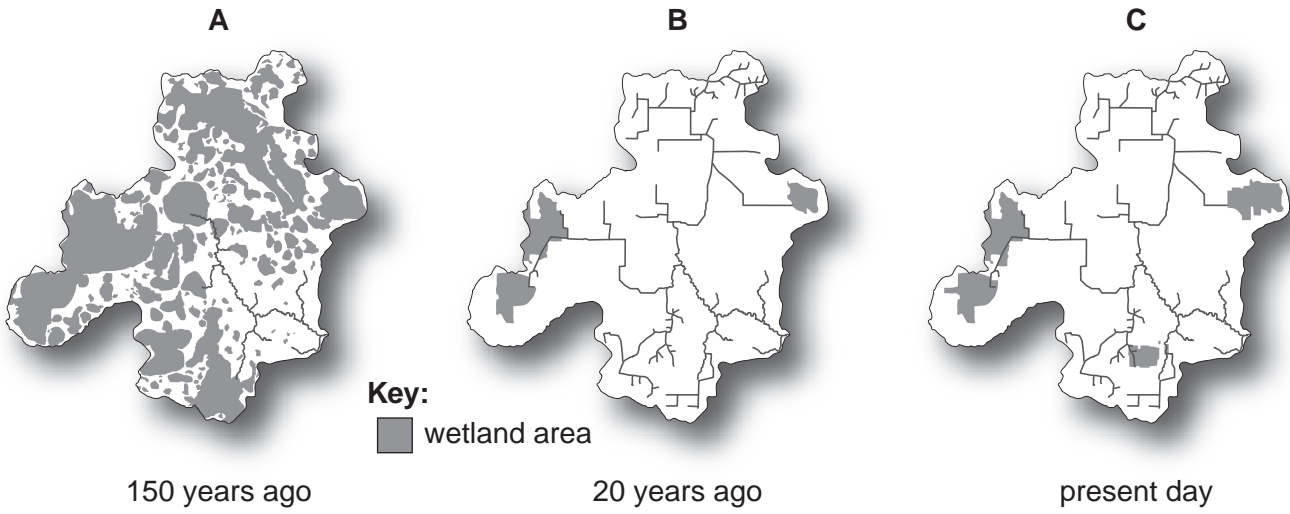 A
B
C
Key:
wetland area
150 years ago
20 years ago
present day